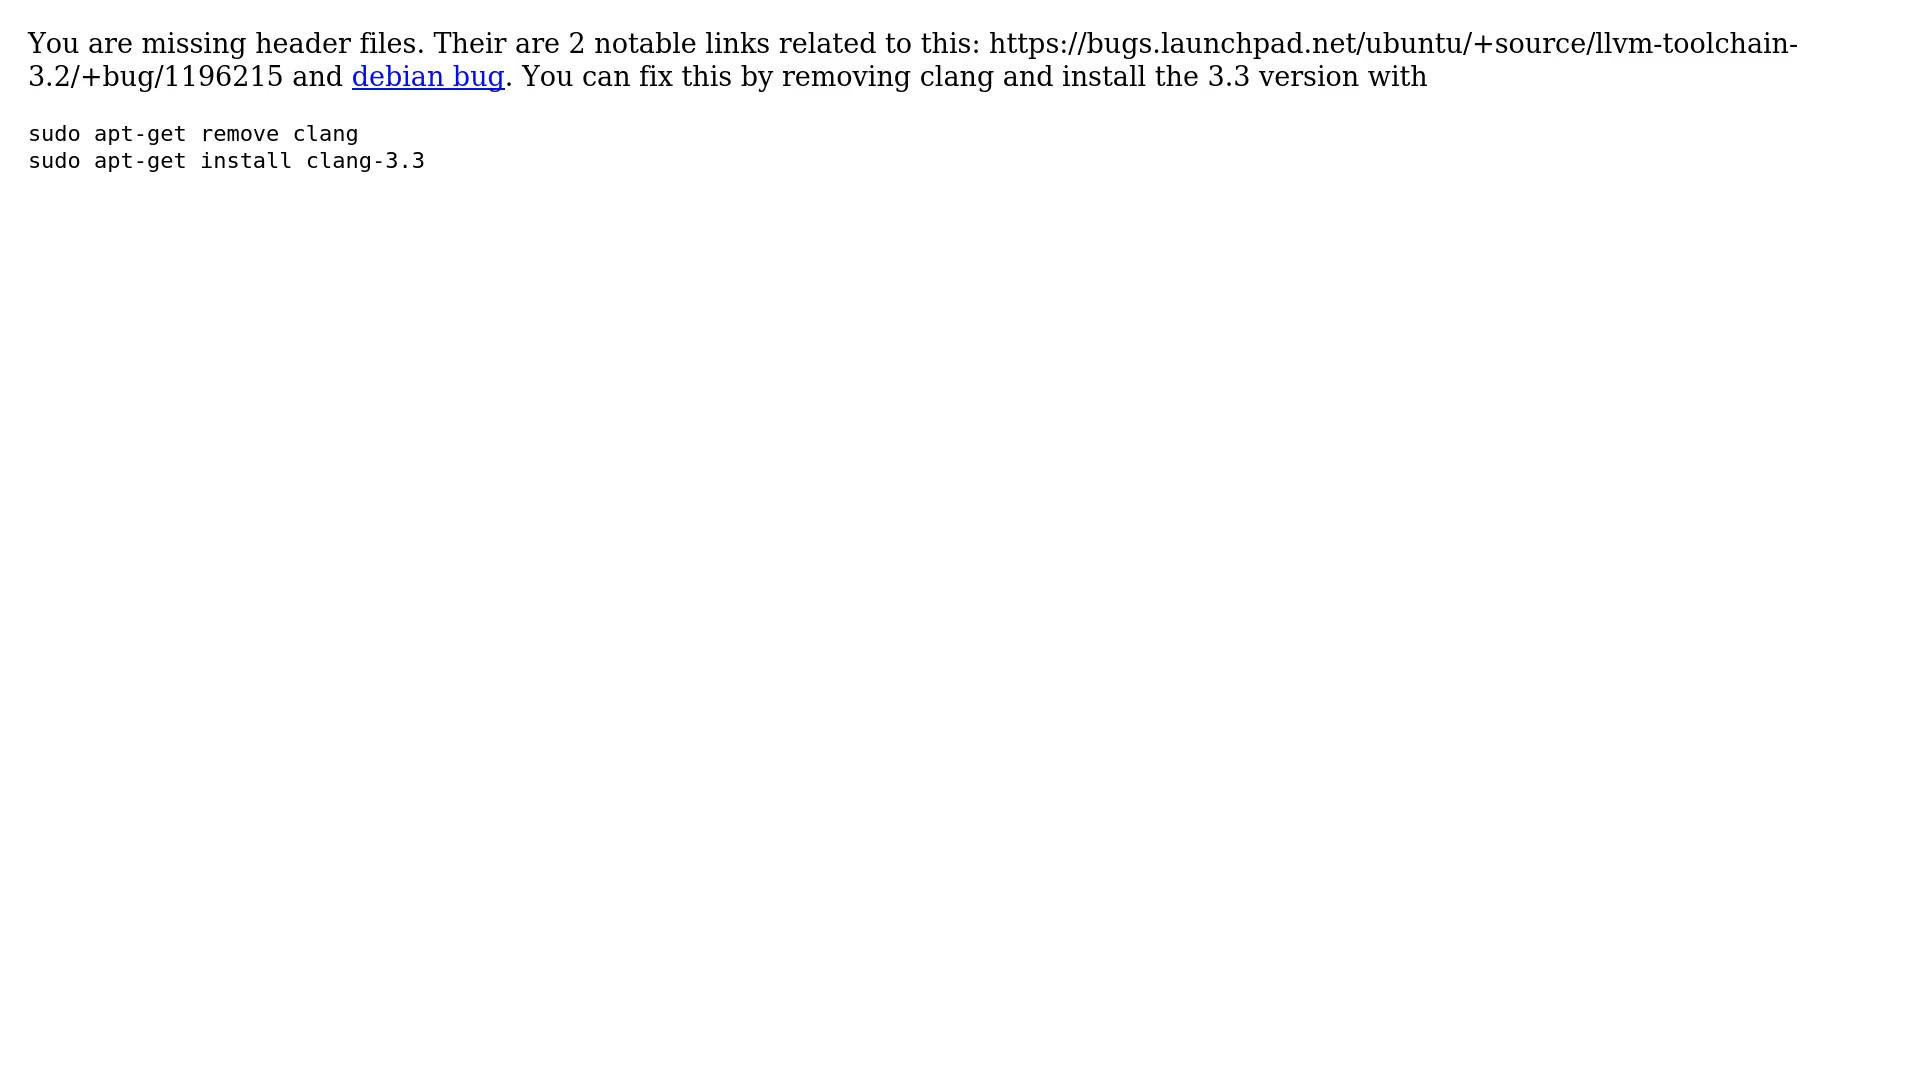 You are missing header files. Their are 2 notable links related to this: https://bugs.launchpad.net/ubuntu/+source/llvm-toolchain-
3.2/+bug/1196215 and debian bug. You can fix this by removing clang and install the 3.3 version with
sudo apt-get remove clang
sudo apt-get install clang-3.3